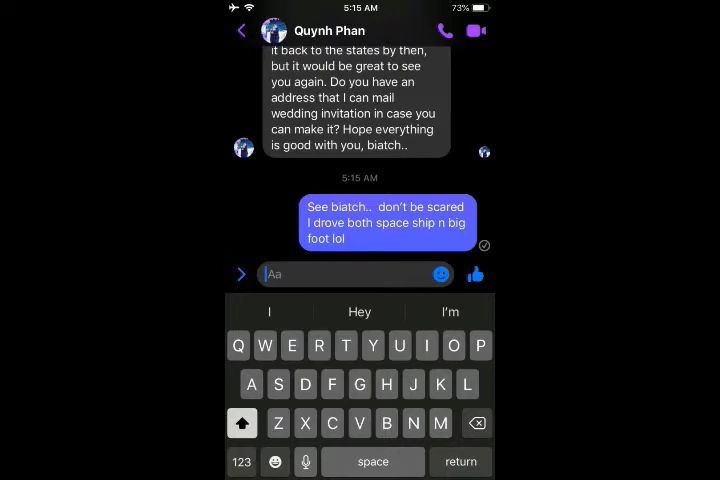 5:15 AM
73%
Quynh Phan
it back to the states by then,
but it would be great to see
you again. Do you have an
address that I can mail
wedding invitation in case you
can make it? Hope everything
is good with you, biatch..
5:15 AM
See biatch.. don't be scared
I drove both space ship n big
foot lol
Aa
I Hey I'm
Q W E R T Y U I O P
A S D F G H J K L
Z X C V B N M
123 space return